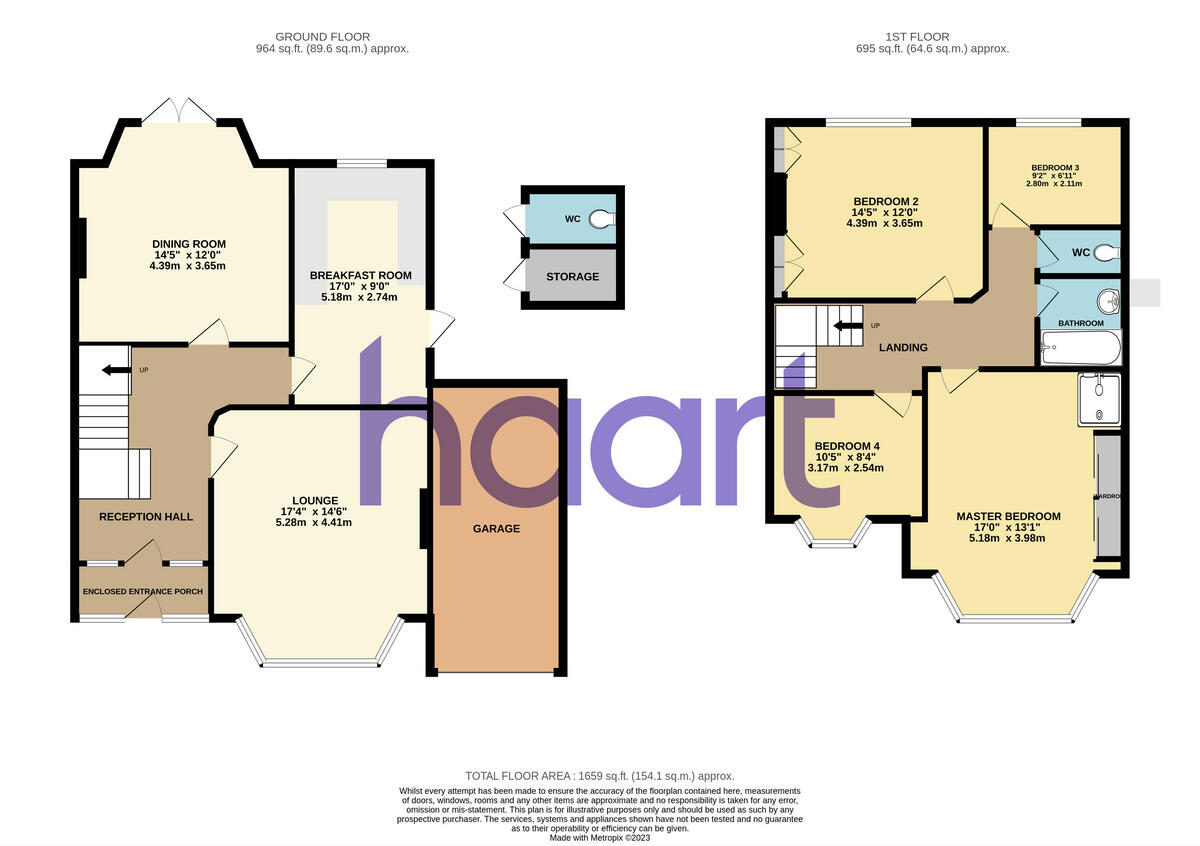 GROUND FLOOR
964 sq.ft. (89.6 sq.m.) approx.
1ST FLOOR
695 sq.ft. (64.6 sq.m.) approx.
DINING ROOM
14'5" x 12'0"
4.39m x 3.65m
BREAKFAST ROOM
17'0" x 9'0"
5.18m x 2.74m
WC
STORAGE
UP
RECEPTION HALL
ENCLOSED ENTRANCE PORCH
LOUNGE
17'4" x 14'6"
5.28m x 4.41m
GARAGE
haart
BEDROOM 2
14'5" x 12'0"
4.39m x 3.65m
BEDROOM 3
9'2" x 6'11"
2.80m x 2.11m
WC
BATHROOM
UP
LANDING
BEDROOM 4
10'5" x 8'4"
3.17m x 2.54m
MASTER BEDROOM
17'0" x 13'1"
5.18m x 3.98m
TOTAL FLOOR AREA : 1659 sq.ft. (154.1 sq.m.) approx.
Whilst every attempt has been made to ensure the accuracy of the floorplan contained here, measurements
of doors, windows, rooms and any other items are approximate and no responsibility is taken for any error,
omission or mis-statement. This plan is for illustrative purposes only and should be used as such by any
prospective purchaser. The services, systems and appliances shown have not been tested and no guarantee
as to their operability or efficiency can be given.
Made with Metropix ©2023